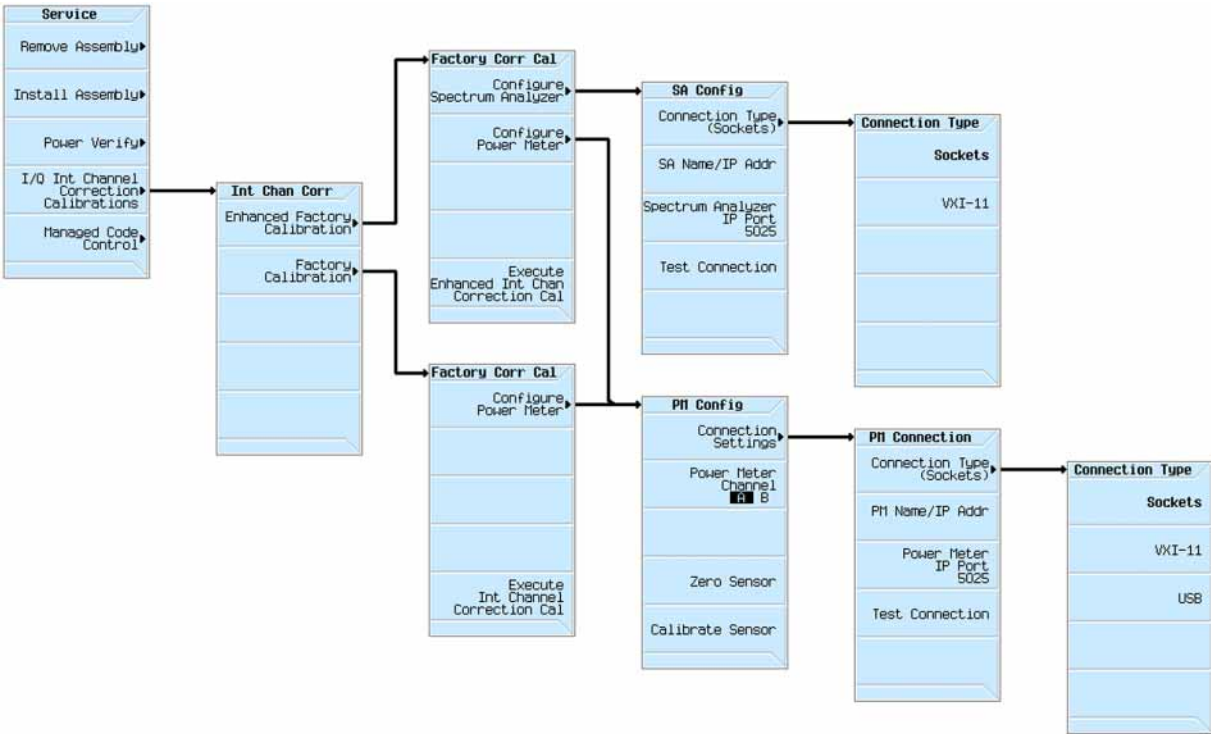 Service
Remove Assembly
Install Assembly
Power Verify
I/Q Int Channel
Correction
Calibrations
Managed Code
Control
Int Chan Corr
Enhanced Factory
Calibration
Factory
Calibration
Factory Corr Cal
Configure
Spectrum Analyzer
Configure
Power Meter
Execute
Enhanced Int Chan
Correction Cal
Factory Corr Cal
Configure
Power Meter
Execute
Int Channel
Correction Cal
SA Config
Connection Type
(Sockets)
SA Name/IP Addr
Spectrum Analyzer
IP Port
5025
Test Connection
Connection Type
Sockets
VXI-11
PM Config
Connection
Settings
Power Meter
Channel
A B
Zero Sensor
Calibrate Sensor
PM Connection
Connection Type
(Sockets)
PM Name/IP Addr
Power Meter
IP Port
5025
Test Connection
Connection Type
Sockets
VXI-11
USB